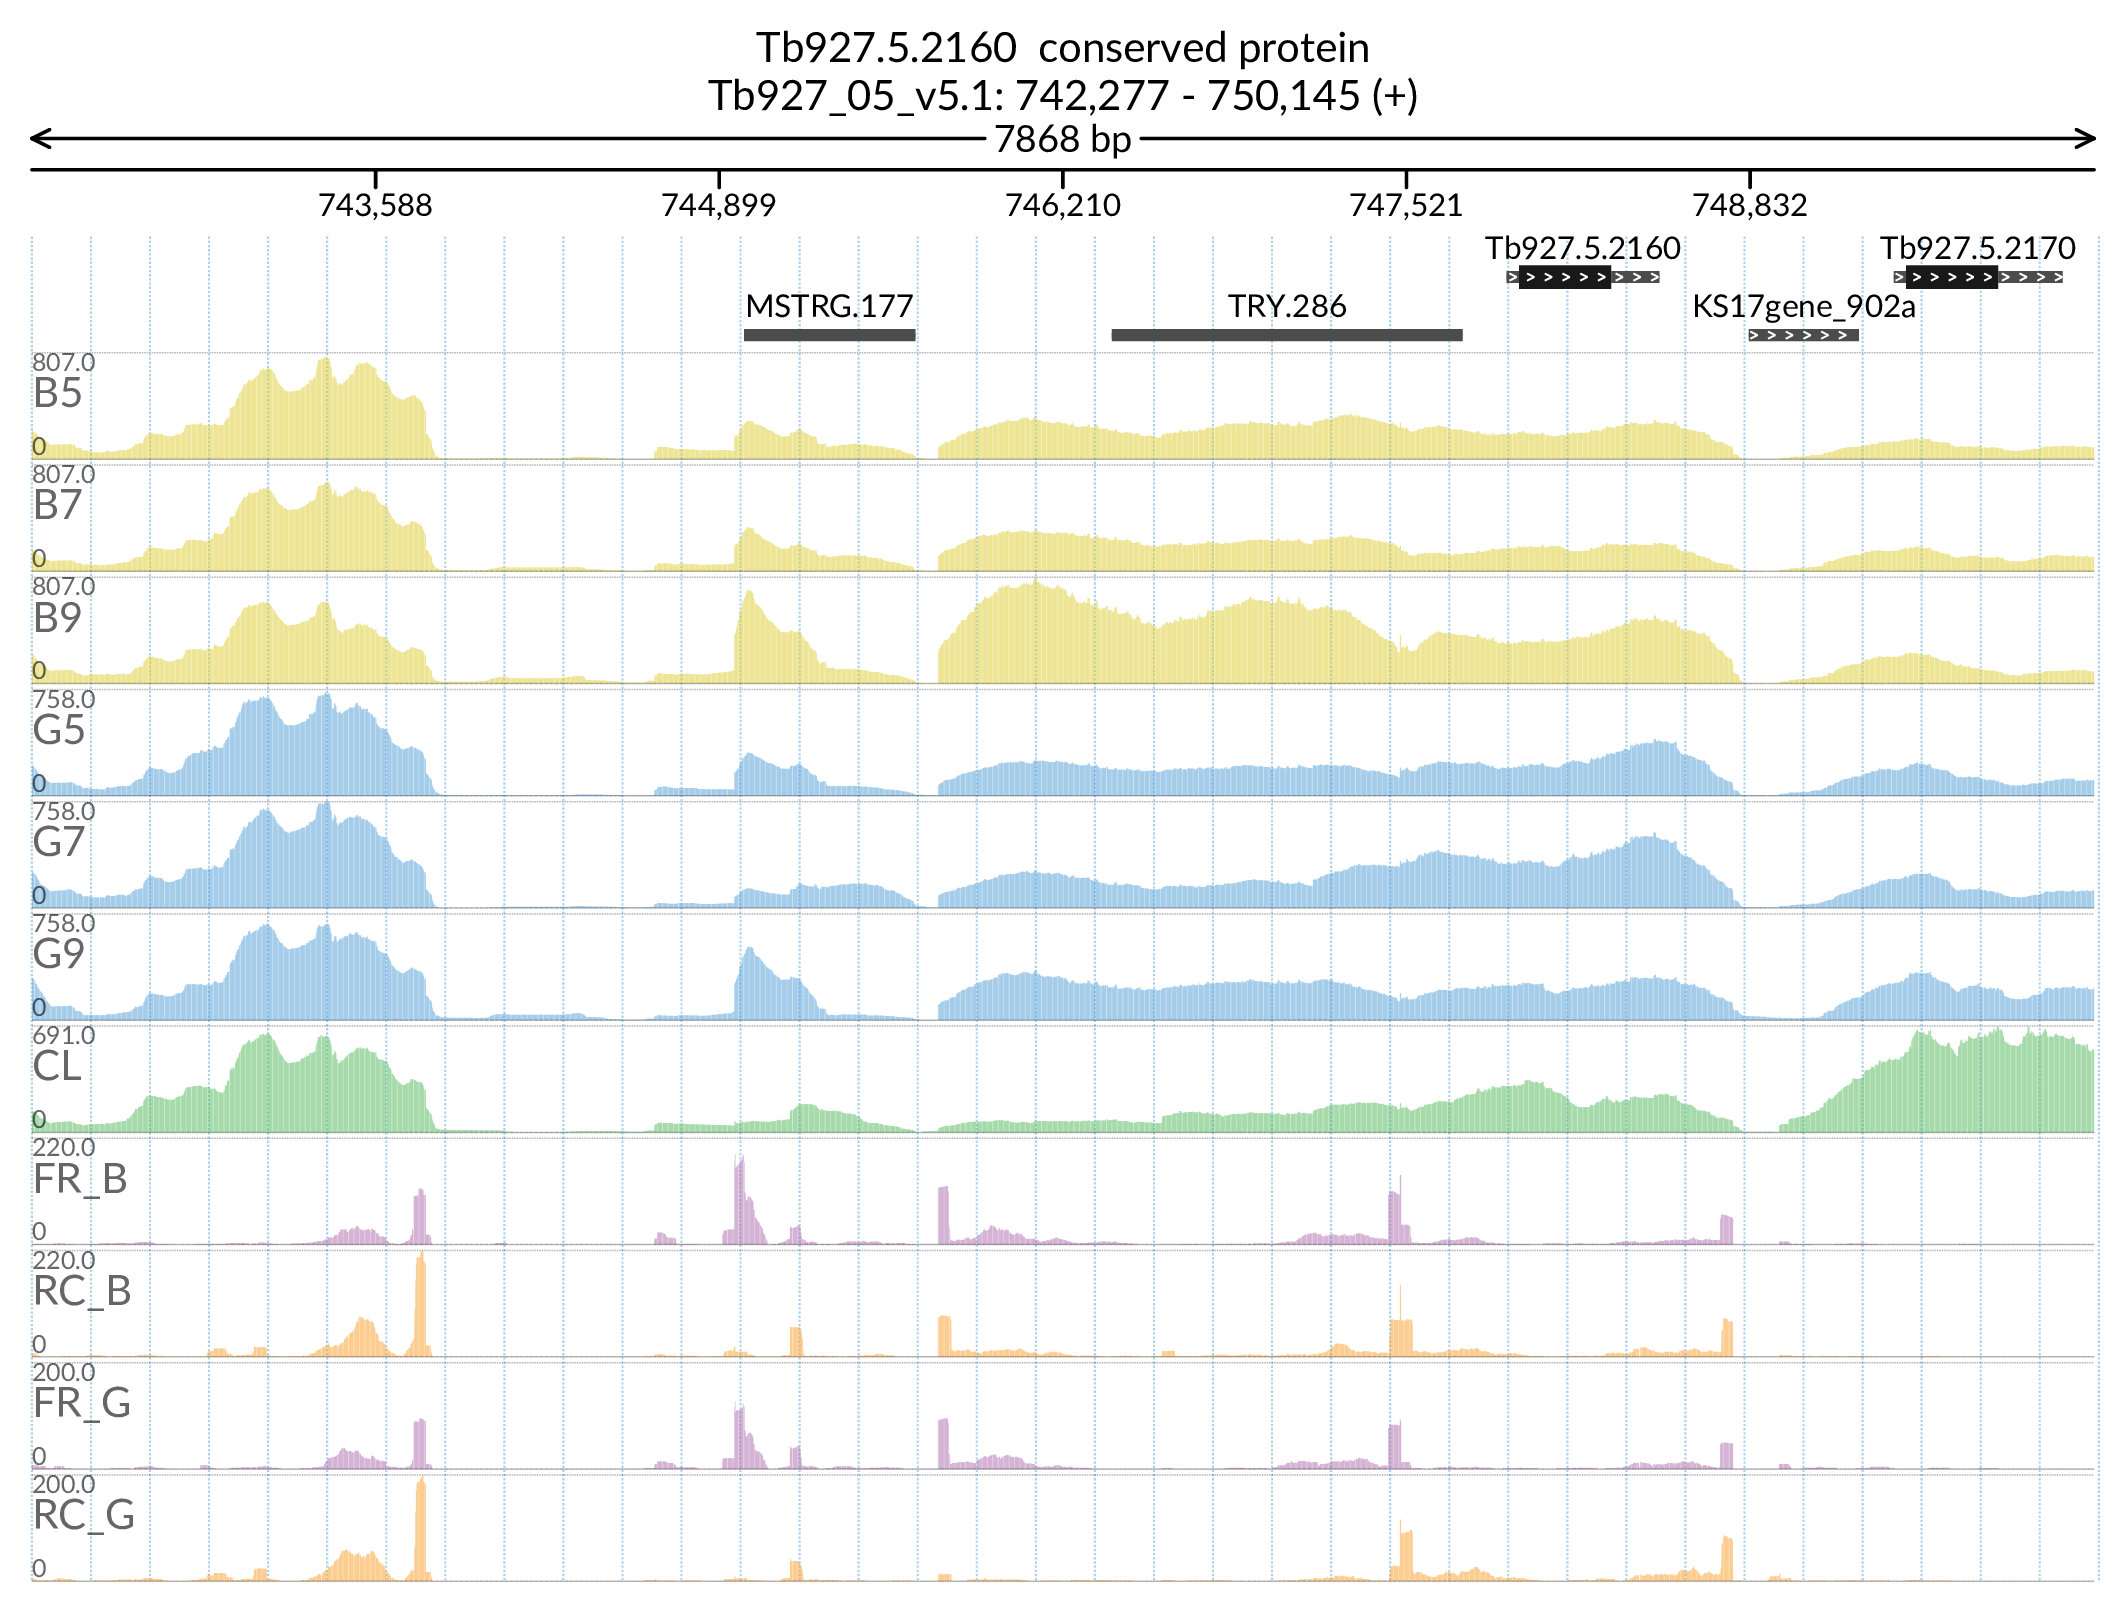 Tb927.5.2160  conserved protein
Tb927_05_v5.1: 742,277 - 750,145 (+)
7868 bp
743,588 744,899 746,210 747,521 748,832
Tb927.5.2160 Tb927.5.2170
MSTRG.177 TRY.286 KS17gene_902a
807.0
B5
0
807.0
B7
0
807.0
B9
0
758.0
G5
0
758.0
G7
0
758.0
G9
0
691.0
CL
0
220.0
FR_B
0
220.0
RC_B
0
200.0
FR_G
0
200.0
RC_G
0